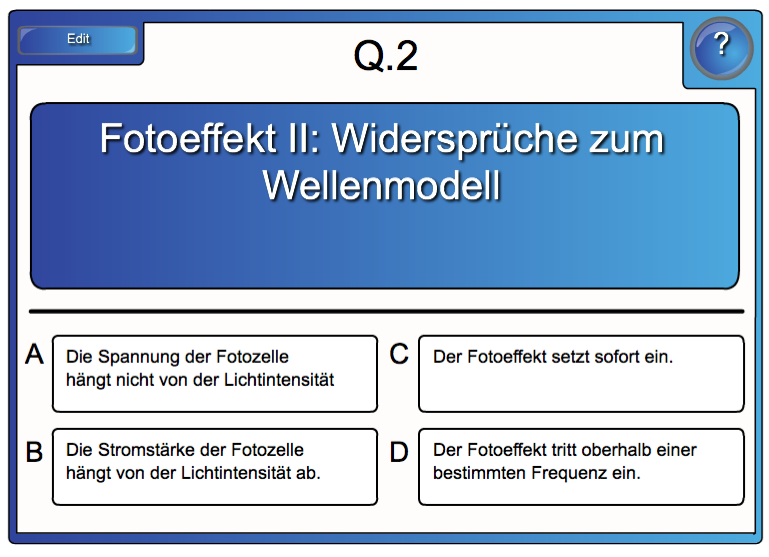 Edit
Q.2
?
Fotoeffekt II: Widersprüche zum
Wellenmodell
A
Die Spannung der Fotozelle
hängt nicht von der Lichtintensität
B
Die Stromstärke der Fotozelle
hängt von der Lichtintensität ab.
C
Der Fotoeffekt setzt sofort ein.
D
Der Fotoeffekt tritt oberhalb einer
bestimmten Frequenz ein.